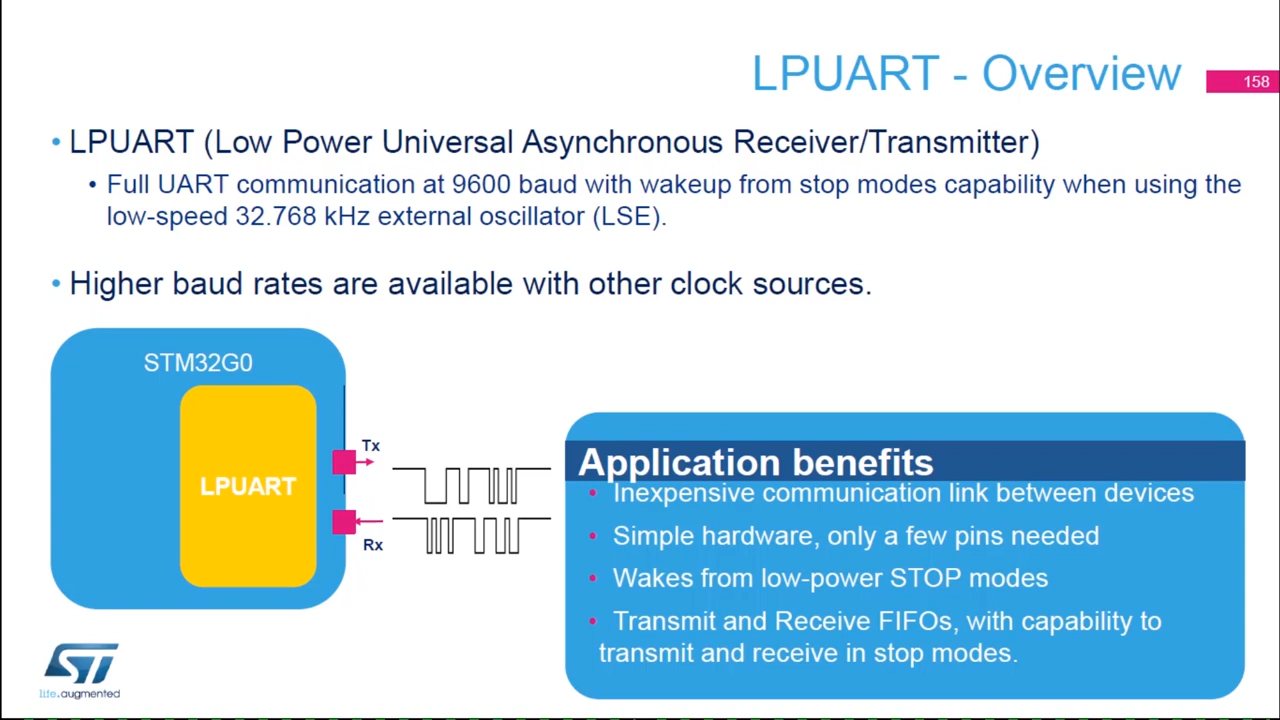 LPUART - Overview
158
• LPUART (Low Power Universal Asynchronous Receiver/Transmitter)
• Full UART communication at 9600 baud with wakeup from stop modes capability when using the
low-speed 32.768 kHz external oscillator (LSE).
• Higher baud rates are available with other clock sources.
STM32G0
LPUART
Tx
Rx
Application benefits
• Inexpensive communication link between devices
• Simple hardware, only a few pins needed
• Wakes from low-power STOP modes
• Transmit and Receive FIFOs, with capability to
transmit and receive in stop modes.
ST
life.augmented